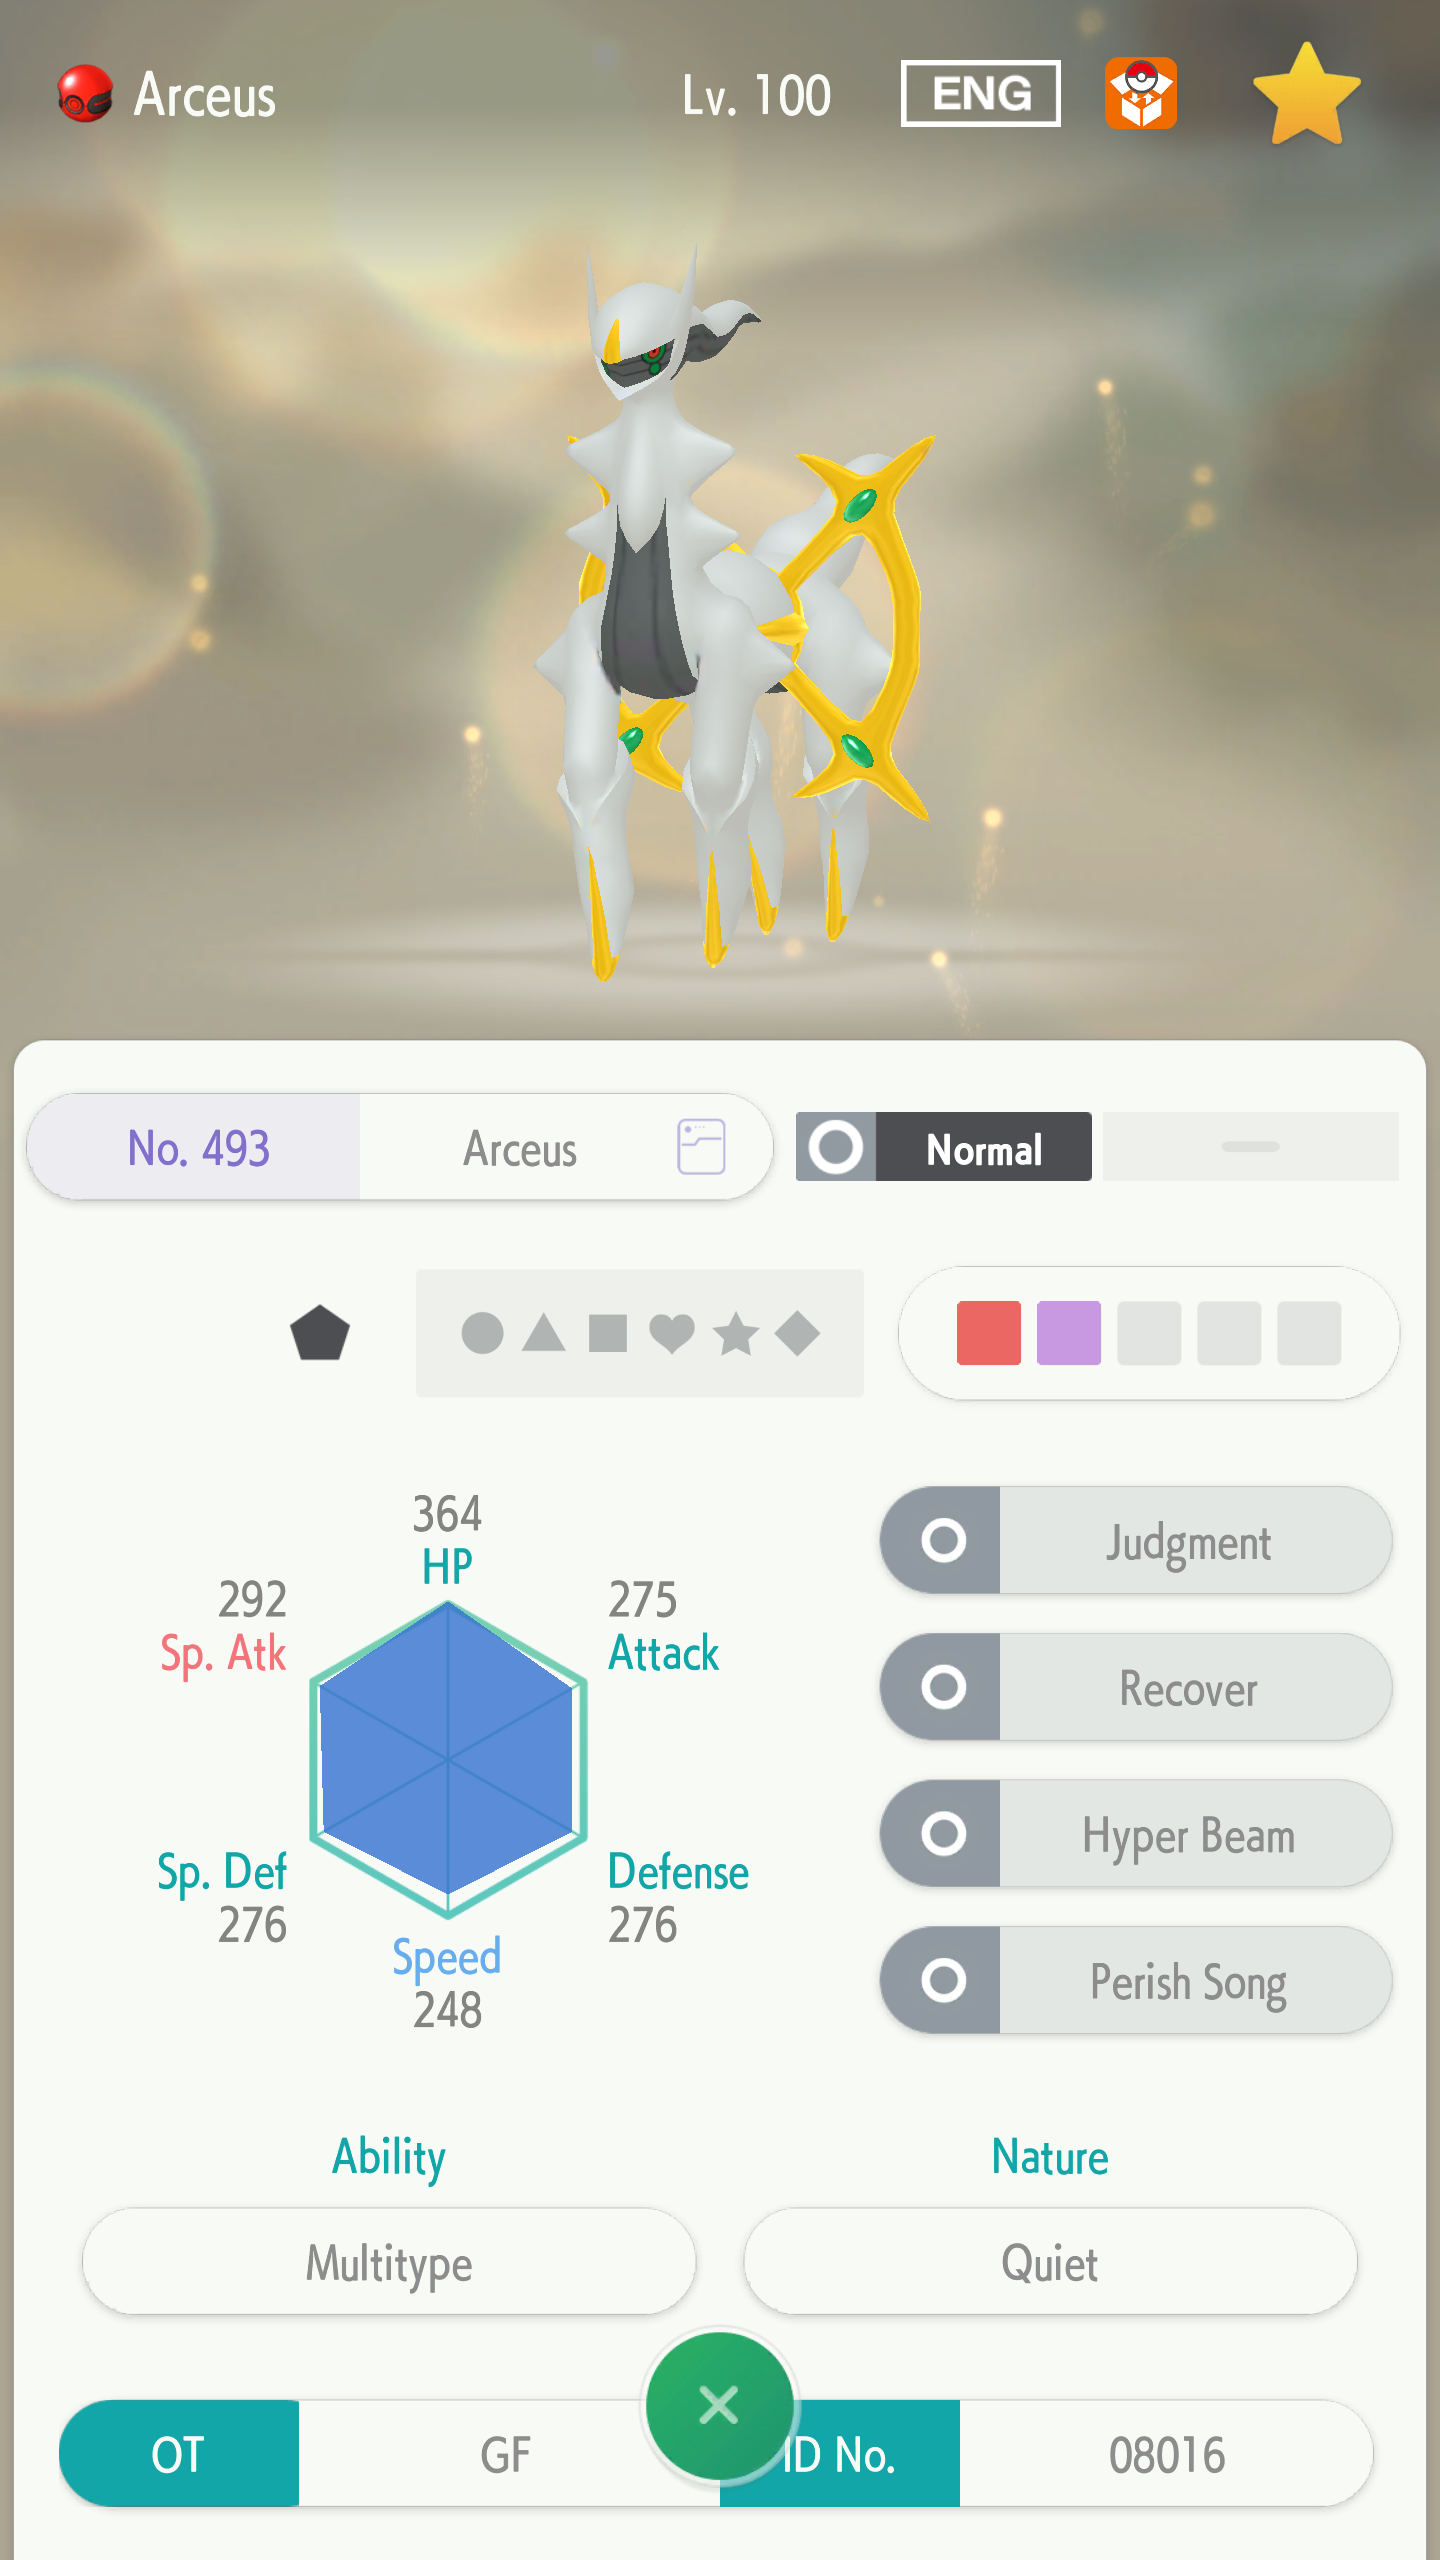 Arceus Lv. 100 ENG
No. 493 Arceus Normal
364
HP
292 275
Sp. Atk Attack
Sp. Def Defense
276 276
Speed
248
Judgment
Recover
Hyper Beam
Perish Song
Ability Nature
Multitype Quiet
OT GF ID No. 08016